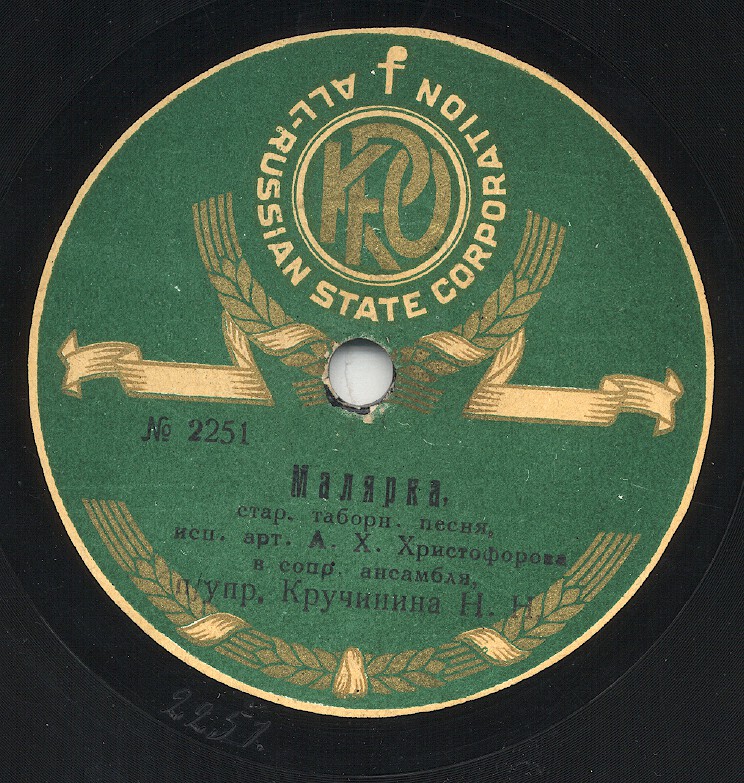 ALL-RUSSIAN STATE CORPORATION
№ 2251
Малярка,
стар. таборн. песня,
исп. арт. А. Х. Христофорова
в сопр. ансамбля,
п/упр. Кручинина Н. Н.
2251.